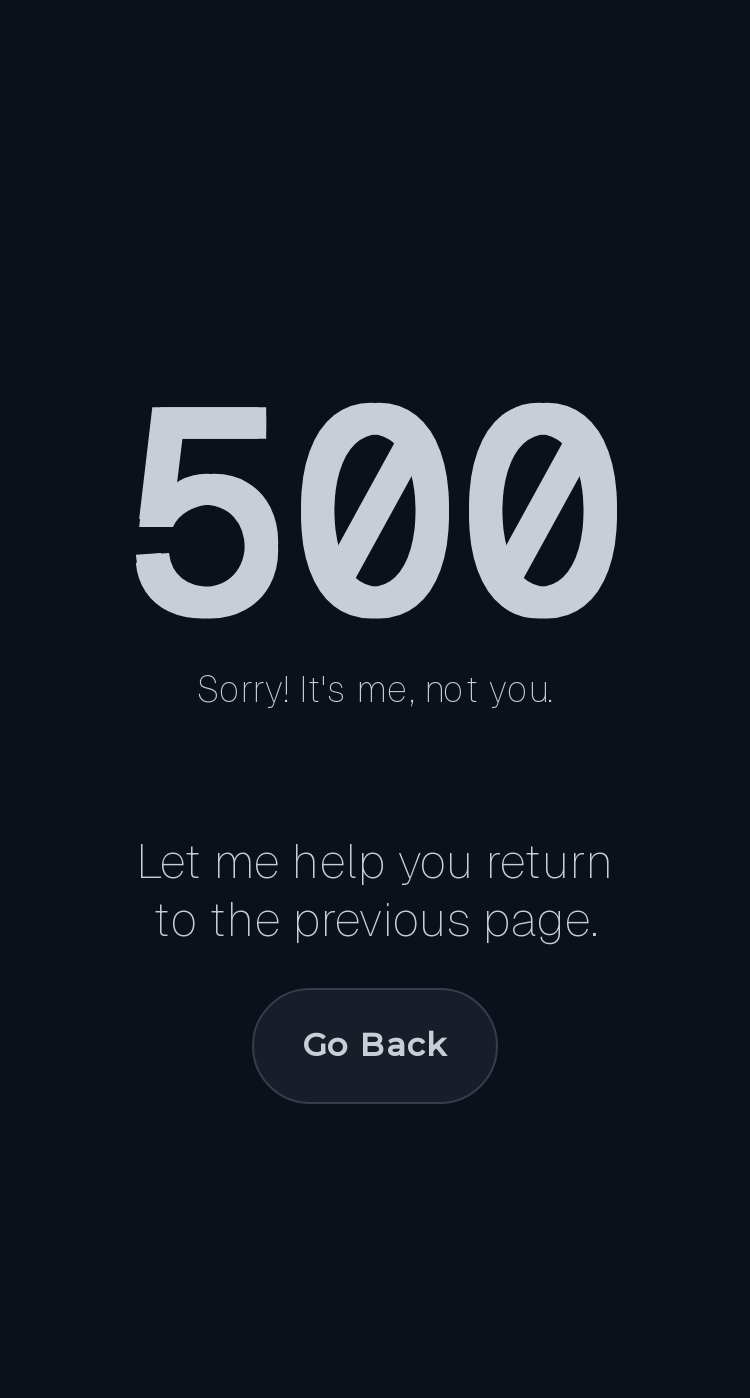 500
Sorry! It's me, not you.
Let me help you return
to the previous page.
Go Back